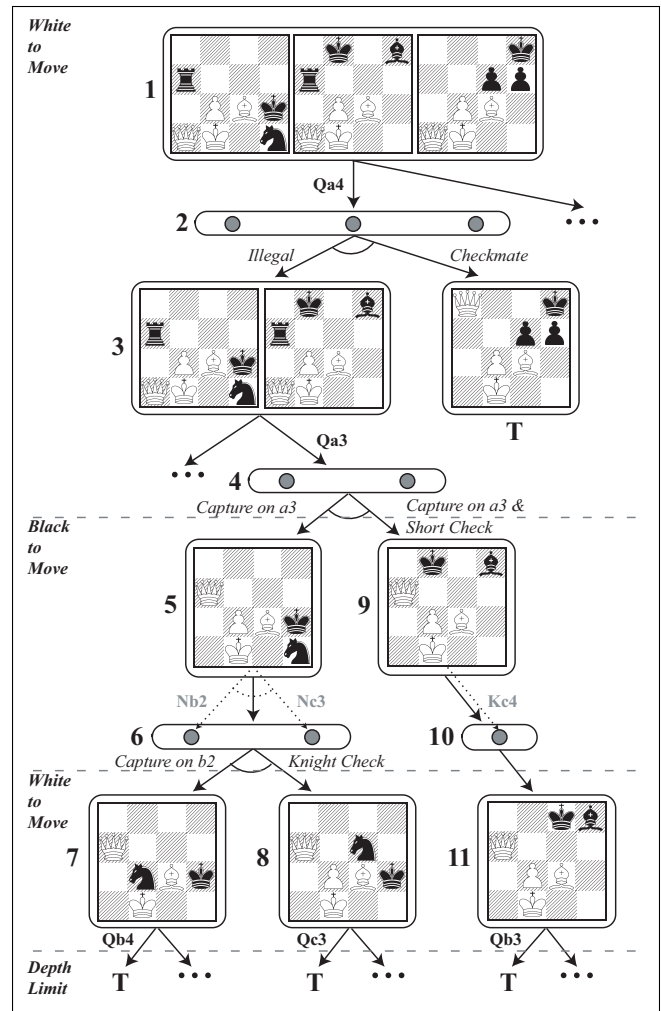 White
to
Move
1
Qa4
2
...
Illegal
Checkmate
3
T
Qa3
...
4
Capture on a3
Capture on a3 &
Short Check
Black
to
Move
5
9
Nb2
Nc3
Kc4
6
10
Capture on b2
Knight Check
White
to
Move
7
8
11
Qb4
Qc3
Qb3
Depth
Limit
T ...
T ...
T ...